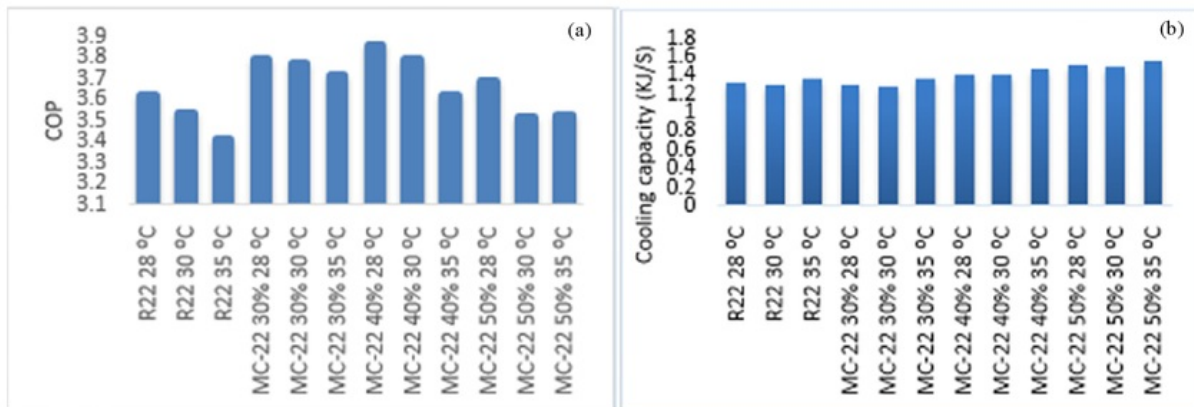 (a)
COP
3.9
3.8
3.7
3.6
3.5
3.4
3.3
3.2
3.1
R22 28 °C
R22 30 °C
R22 35 °C
MC-22 30% 28 °C
MC-22 30% 30 °C
MC-22 30% 35 °C
MC-22 40% 28 °C
MC-22 40% 30 °C
MC-22 40% 35 °C
MC-22 50% 28 °C
MC-22 50% 30 °C
MC-22 50% 35 °C
(b)
Cooling capacity (KJ/S)
1.8
1.6
1.4
1.2
1
0.8
0.6
0.4
0.2
0
R22 28 °C
R22 30 °C
R22 35 °C
MC-22 30% 28 °C
MC-22 30% 30 °C
MC-22 30% 35 °C
MC-22 40% 28 °C
MC-22 40% 30 °C
MC-22 40% 35 °C
MC-22 50% 28 °C
MC-22 50% 30 °C
MC-22 50% 35 °C